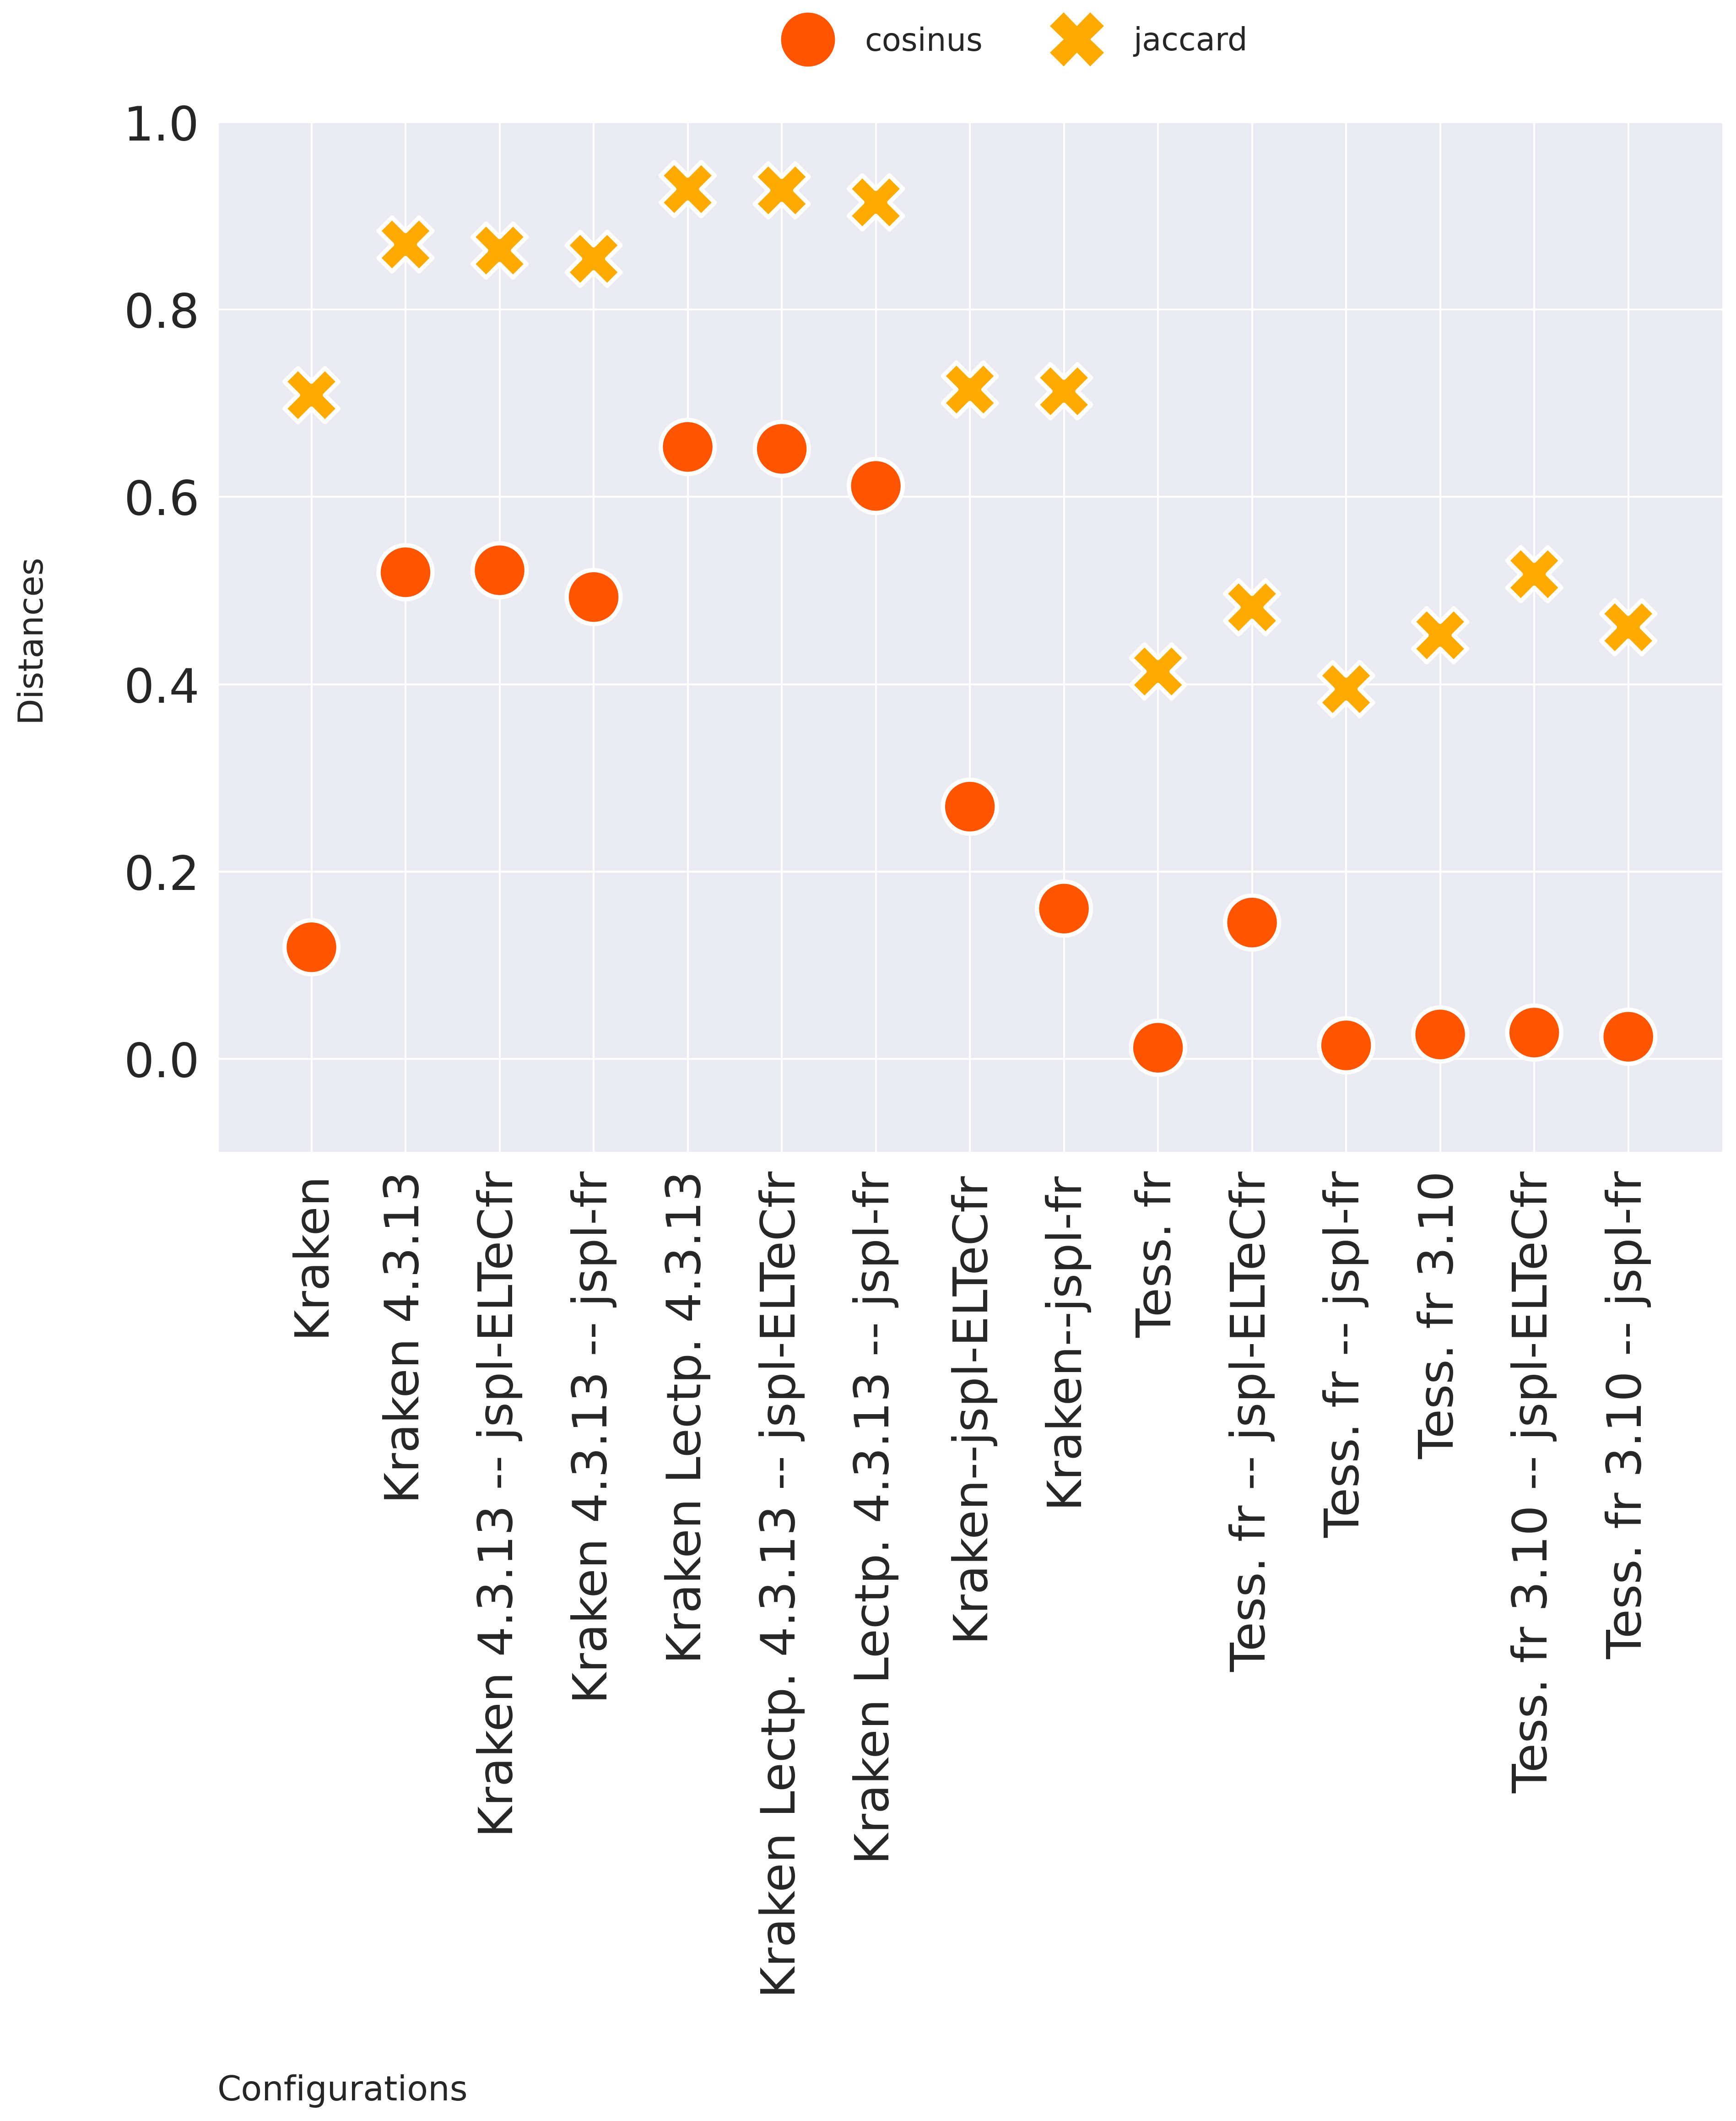 cosinus jaccard
1.0
0.8
0.6
0.4
0.2
0.0
Distances
Kraken
Kraken 4.3.13
Kraken 4.3.13 -- jspl-ELTeCfr
Kraken 4.3.13 -- jspl-fr
Kraken Lectp. 4.3.13
Kraken Lectp. 4.3.13 -- jspl-ELTeCfr
Kraken Lectp. 4.3.13 -- jspl-fr
Kraken--jspl-ELTeCfr
Kraken--jspl-fr
Tess. fr
Tess. fr -- jspl-ELTeCfr
Tess. fr -- jspl-fr
Tess. fr 3.10
Tess. fr 3.10 -- jspl-ELTeCfr
Tess. fr 3.10 -- jspl-fr
Configurations